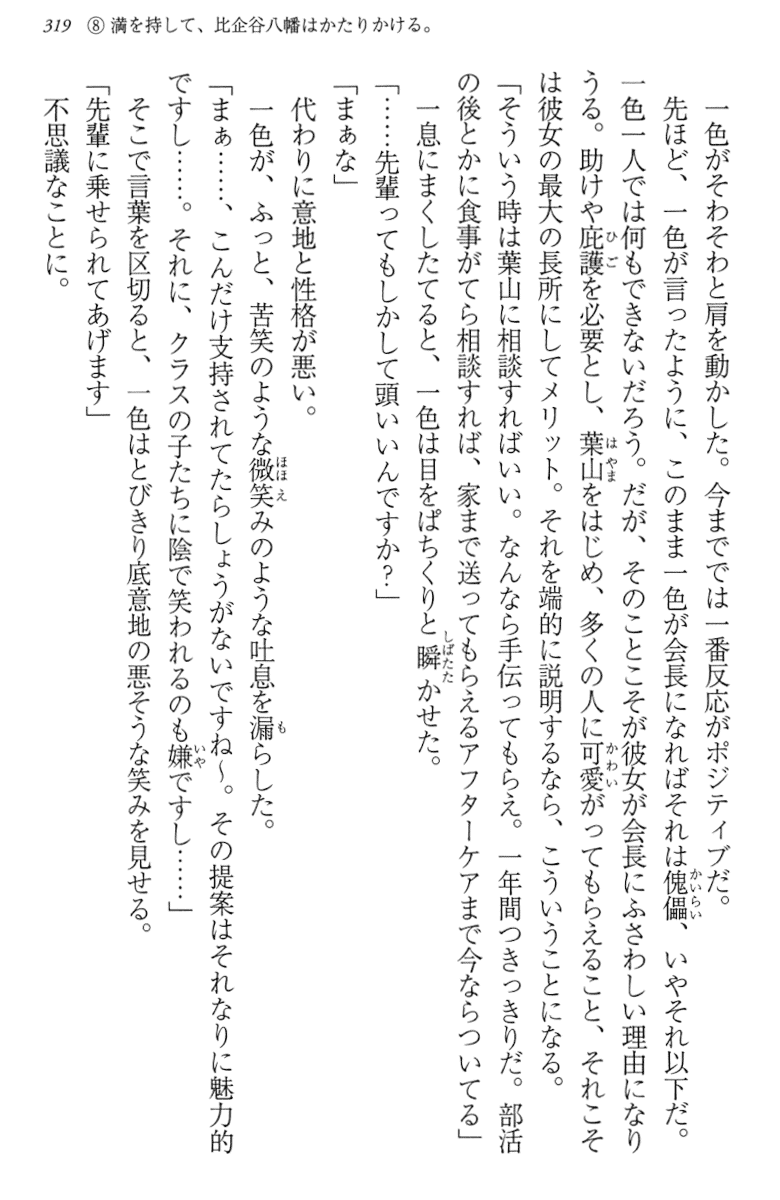 319 ⑧ 満を持して、比企谷八幡はかたりかける。
　一色がそわそわと肩を動かした。今まででは一番反応がポジティブだ。
　先ほど、一色が言ったように、このまま一色が会長になればそれは傀儡、いやそれ以下だ。
一色一人では何もできないだろう。だが、そのことこそが彼女が会長にふさわしい理由になり
うる。助けや庇護を必要とし、葉山をはじめ、多くの人に可愛がってもらえること、それこそ
は彼女の最大の長所にしてメリット。それを端的に説明するなら、こういうことになる。
「そういう時は葉山に相談すればいい。なんなら手伝ってもらえ。一年間つきっきりだ。部活
の後とかに食事がてら相談すれば、家まで送ってもらえるアフターケアまで今ならついてる」
　一息にまくしたてると、一色は目をぱちくりと瞬かせた。
「……先輩ってもしかして頭いいんですか？」
「まぁな」
　代わりに意地と性格が悪い。
　一色が、ふっと、苦笑のような微笑みのような吐息を漏らした。
「まぁ……、こんだけ支持されてたらしょうがないですね～。その提案はそれなりに魅力的
ですし……。それに、クラスの子たちに陰で笑われるのも嫌ですし……」
　そこで言葉を区切ると、一色はとびきり底意地の悪そうな笑みを見せる。
「先輩に乗せられてあげます」
　不思議なことに。